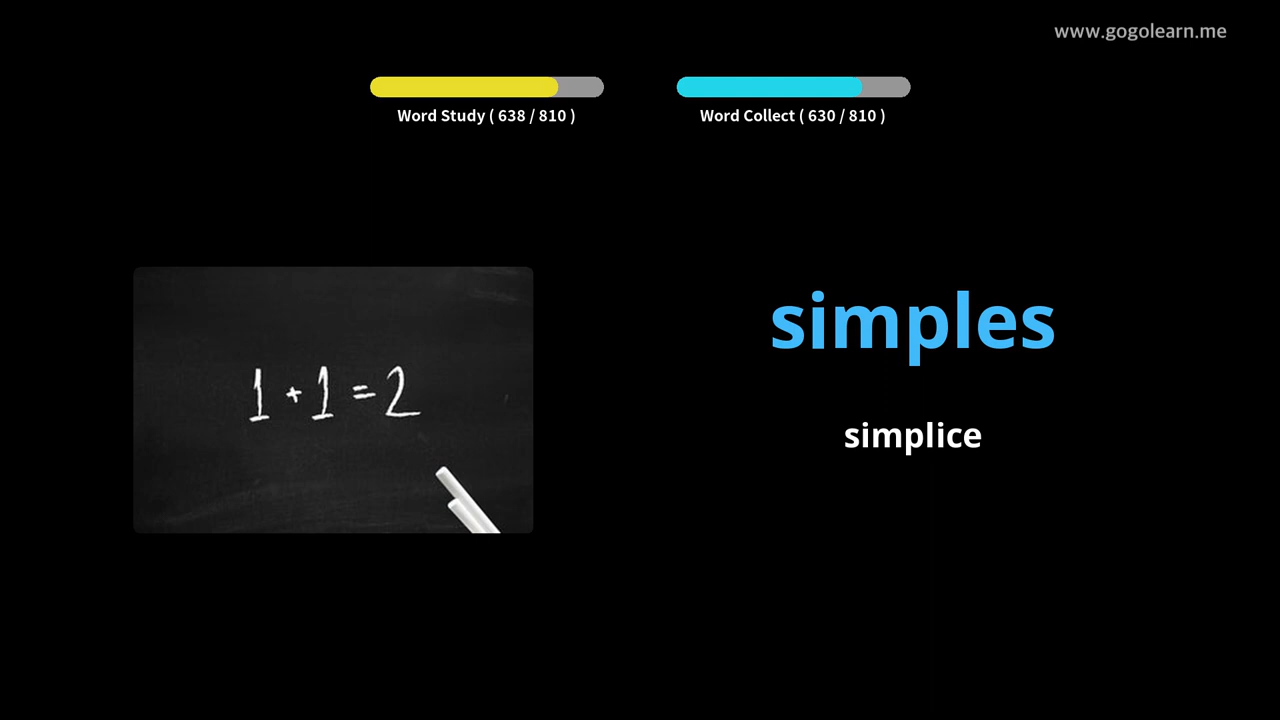 www.gogolearn.me
Word Study ( 638 / 810 )
Word Collect ( 630 / 810 )
1 + 1 = 2
simples
simplice